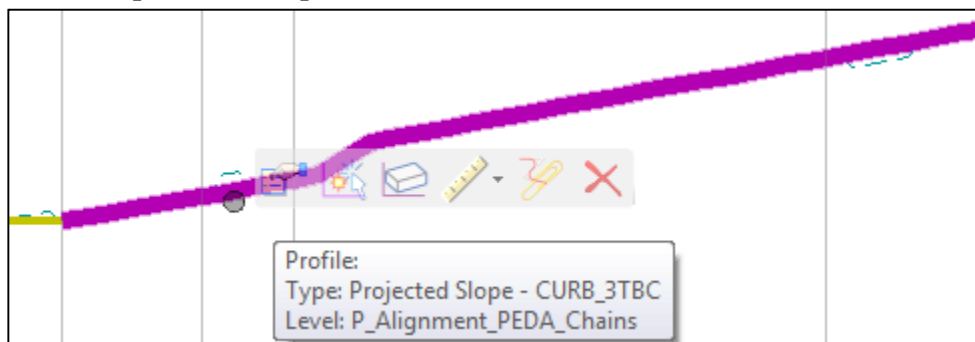 Profile:
Type: Projected Slope - CURB_3TBC
Level: P_Alignment_PEDA_Chains